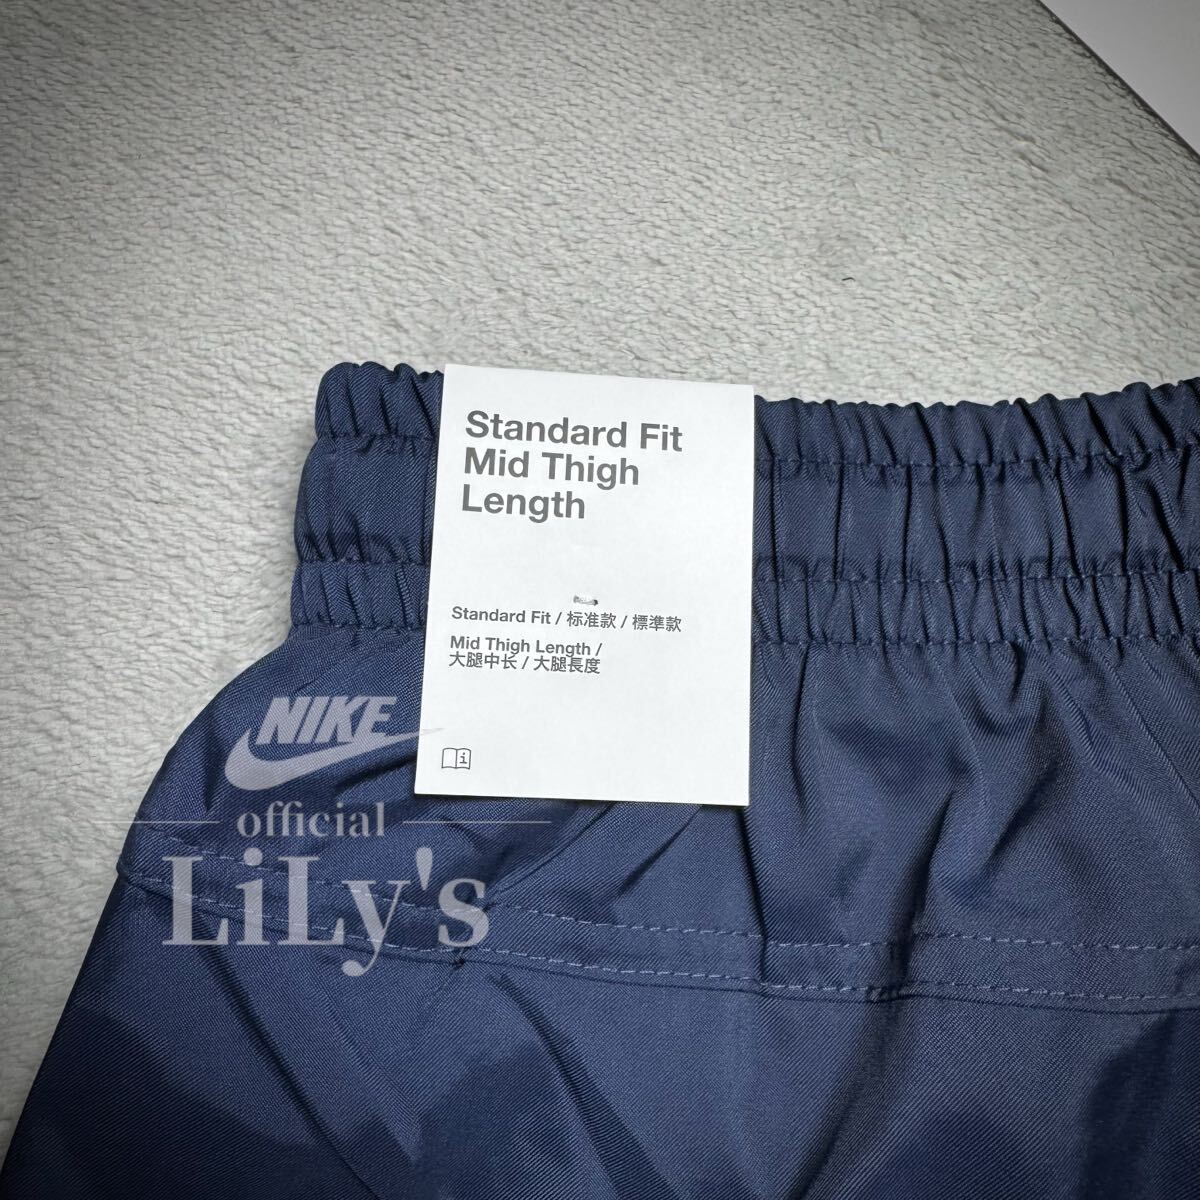 Standard Fit
Mid Thigh
Length
Standard Fit / 标准款 / 標準款
Mid Thigh Length /
大腿中长 / 大腿長度
i
NIKE
official
LiLy's